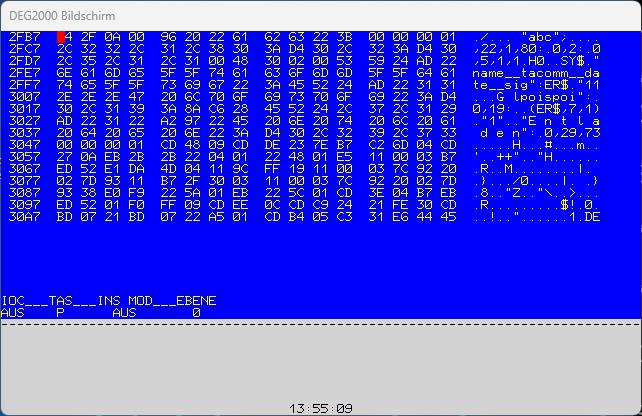 DEG2000 Bildschirm
2FB7 4 2F 0A 00 96 20 22 61 62 63 22 3B 00 00 00 01 ./... "abc";....
2FC7 2C 32 32 2C 31 2C 38 30 3A D4 30 2C 32 3A D4 30 ,22,1,80:.0,2:.0
2FD7 2C 35 2C 31 2C 31 00 48 30 02 00 53 59 24 AD 22 ,5,1,1.H0..SY$."
2FE7 6E 61 6D 65 5F 5F 74 61 63 6F 6D 6D 5F 5F 64 61 name__tacomm__da
2FF7 74 65 5F 5F 73 69 67 22 3A 45 52 24 AD 22 31 31 te__sig":ER$."11
3007 2E 2E 2E 47 20 6C 70 6F 69 73 70 6F 69 22 3A D4 ...G lpoispoi":.
3017 30 2C 31 39 3A 8A C6 28 45 52 24 2C 37 2C 31 29 0,19:..(ER$,7,1)
3027 AD 22 31 22 A2 97 22 45 20 6E 20 74 20 6C 20 61 ."1".."E n t l a
3037 20 64 20 65 20 6E 22 3A D4 30 2C 32 39 2C 37 33 d e n":.0,29,73
3047 00 00 00 01 CD 48 09 CD DE 23 7E B7 C2 6D 04 CD
3057 27 0A EB 2B 2B 22 04 01 22 48 01 E5 11 00 03 B7
3067 ED 52 E1 DA 4D 04 11 9C FF 19 11 00 03 7C 92 20
3077 02 7D 93 11 B7 2F 30 03 11 00 03 7C 92 20 02 7D
3087 93 38 E0 F9 22 5A 01 EB 22 5C 01 CD 3E 04 B7 EB
3097 ED 52 01 F0 FF 09 CD EE 0C CD C9 24 21 FE 30 CD
30A7 BD 07 21 BD 07 22 A5 01 CD B4 05 C3 31 E6 44 45 ..!.."......1.DE
IOC___TAS___INS MOD___EBENE
AUS P AUS 0
13:55:09